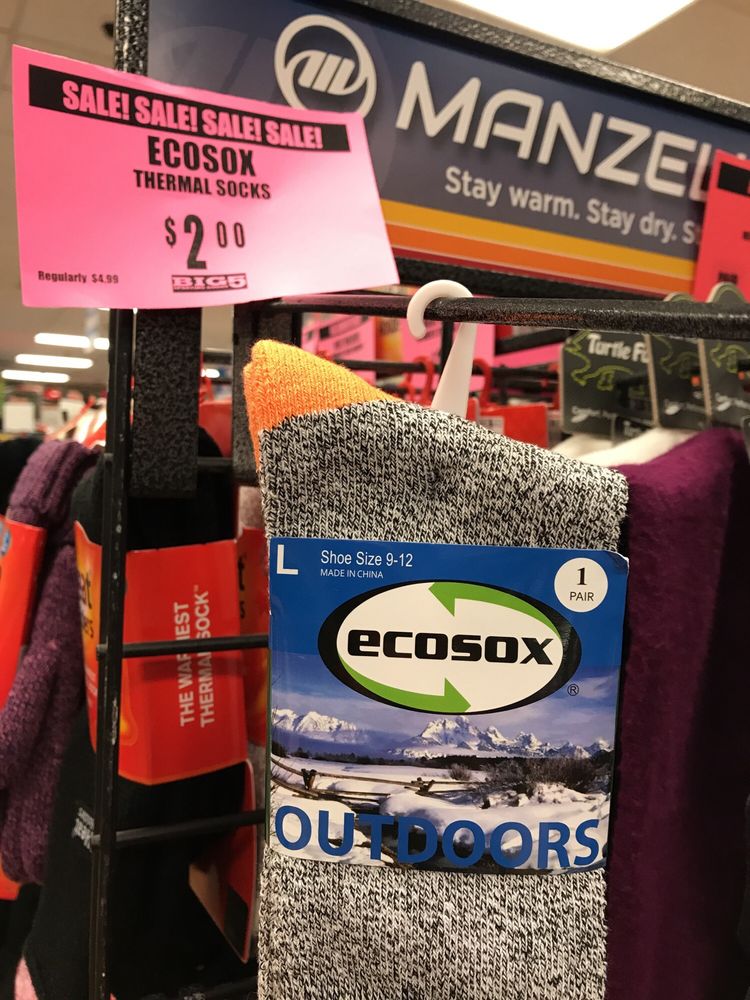 SALE! SALE! SALE! SALE!
ECOSOX
THERMAL SOCKS
$2 00
Regularly $4.99
BIG5
MANZEL
Stay warm. Stay dry. S
Turtle F
L
Shoe Size 9-12
MADE IN CHINA
1
PAIR
ecosox
®
OUTDOORS
THE WARMEST
THERMAL SOCK™